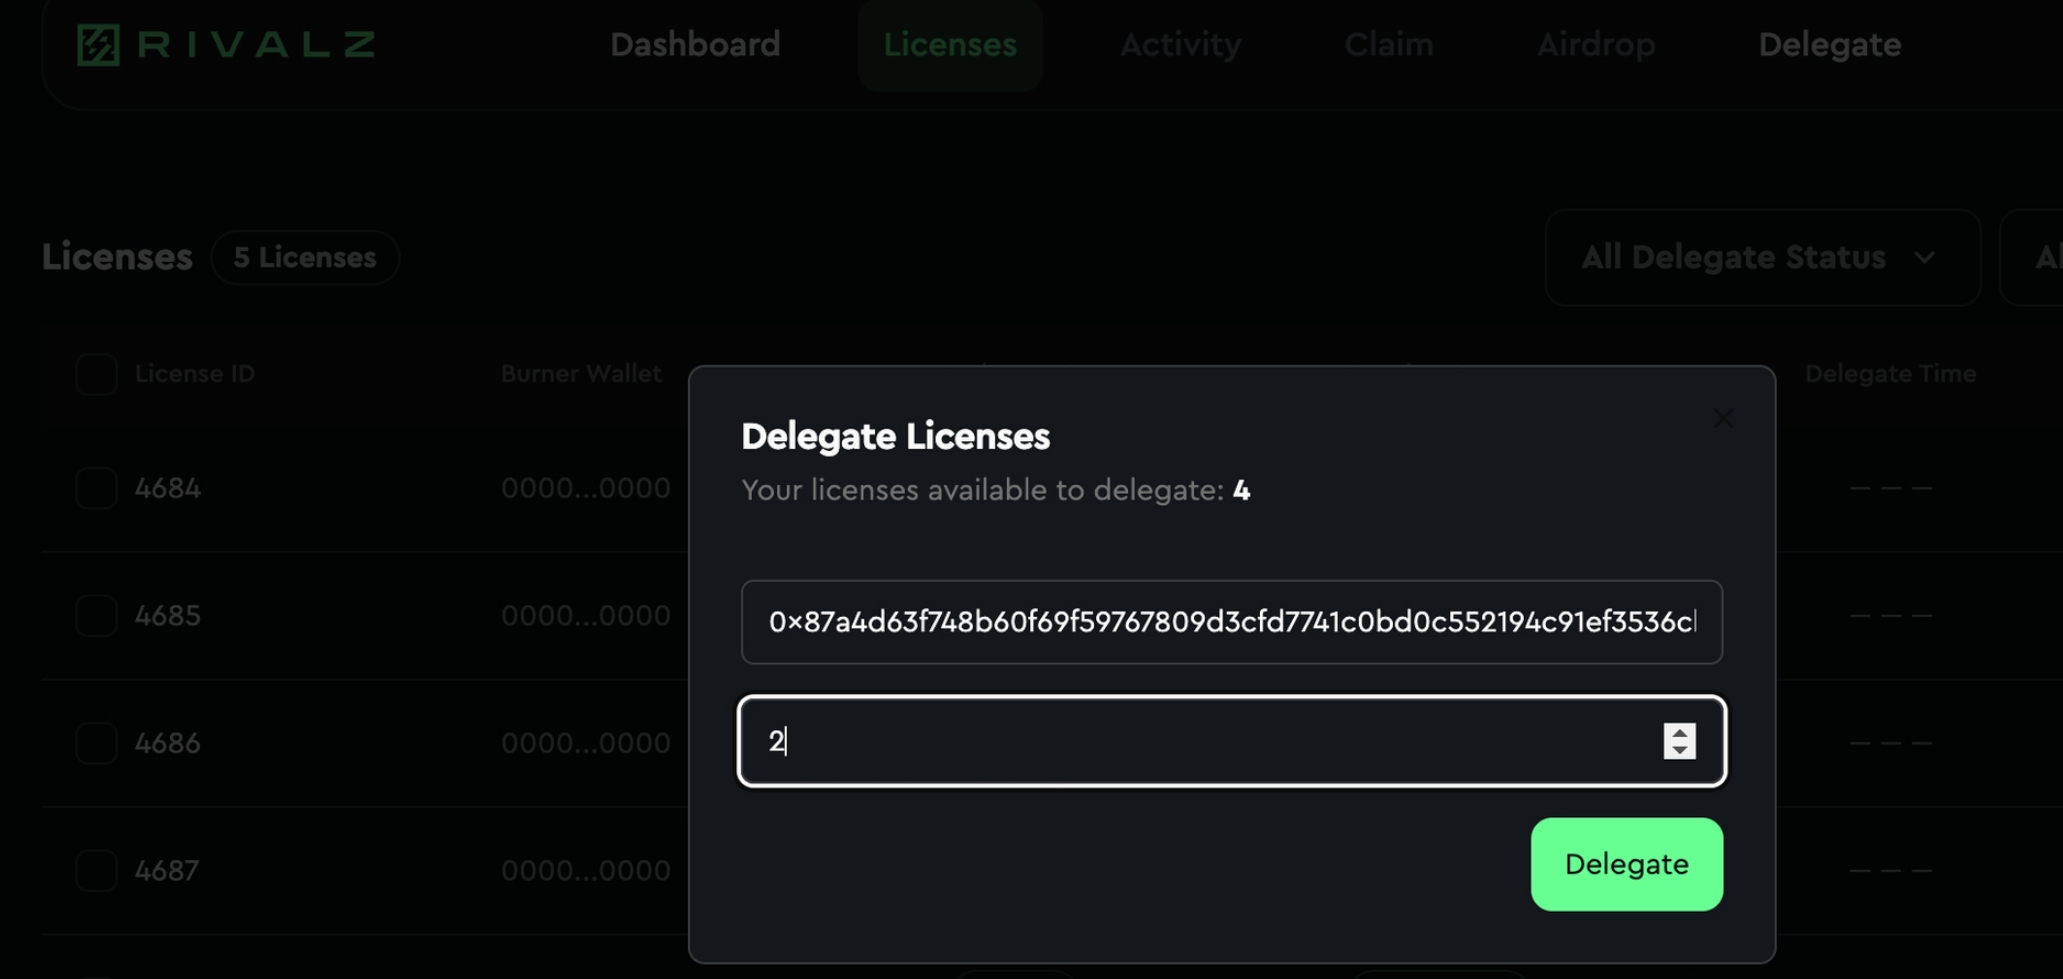 RIVALZ
Dashboard
Licenses
Activity
Claim
Airdrop
Delegate
Licenses
5 Licenses
All Delegate Status
License ID
Burner Wallet
Delegate Time
4684
0000...0000
— — —
4685
0000...0000
— — —
4686
0000...0000
— — —
4687
0000...0000
— — —
Delegate Licenses
Your licenses available to delegate: 4
0x87a4d63f748b60f69f59767809d3cfd7741c0bd0c552194c91ef3536c
2
Delegate